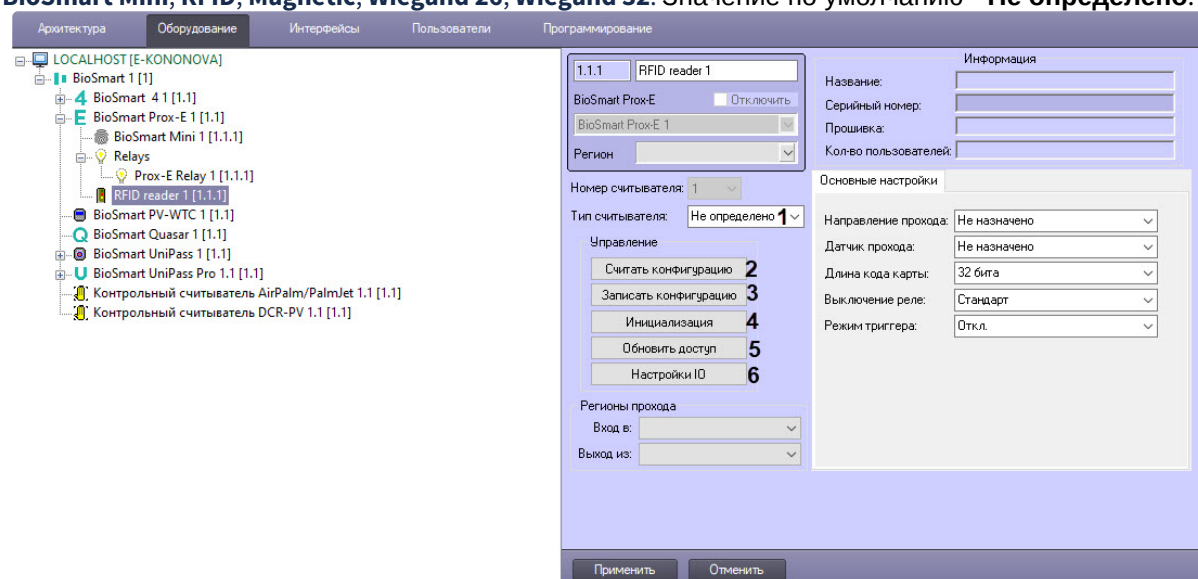 BioSmart Mini, RFID, Magnetic, Wiegand 26, Wiegand 32. Значение по умолчанию - Не определено.
Архитектура Оборудование Интерфейсы Пользователи Программирование
LOCALHOST [E-KONONOVA]
BioSmart 1 [1]
BioSmart 4 1 [1.1]
BioSmart Prox-E 1 [1.1]
BioSmart Mini 1 [1.1.1]
Relays
Prox-E Relay 1 [1.1.1]
RFID reader 1 [1.1.1]
BioSmart PV-WTC 1 [1.1]
BioSmart Quasar 1 [1.1]
BioSmart UniPass 1 [1.1]
BioSmart UniPass Pro 1.1 [1.1]
Контрольный считыватель AirPalm/PalmJet 1.1 [1.1]
Контрольный считыватель DCR-PV 1.1 [1.1]
1.1.1 RFID reader 1
BioSmart Prox-E Отключить
BioSmart Prox-E 1
Регион
Номер считывателя: 1
Тип считывателя: Не определено 1
Управление
Считать конфигурацию 2
Записать конфигурацию 3
Инициализация 4
Обновить доступ 5
Настройки IO 6
Регионы прохода
Вход в:
Выход из:
Информация
Название:
Серийный номер:
Прошивка:
Кол-во пользователей:
Основные настройки
Направление прохода: Не назначено
Датчик прохода: Не назначено
Длина кода карты: 32 бита
Выключение реле: Стандарт
Режим триггера: Откл.
Применить Отменить